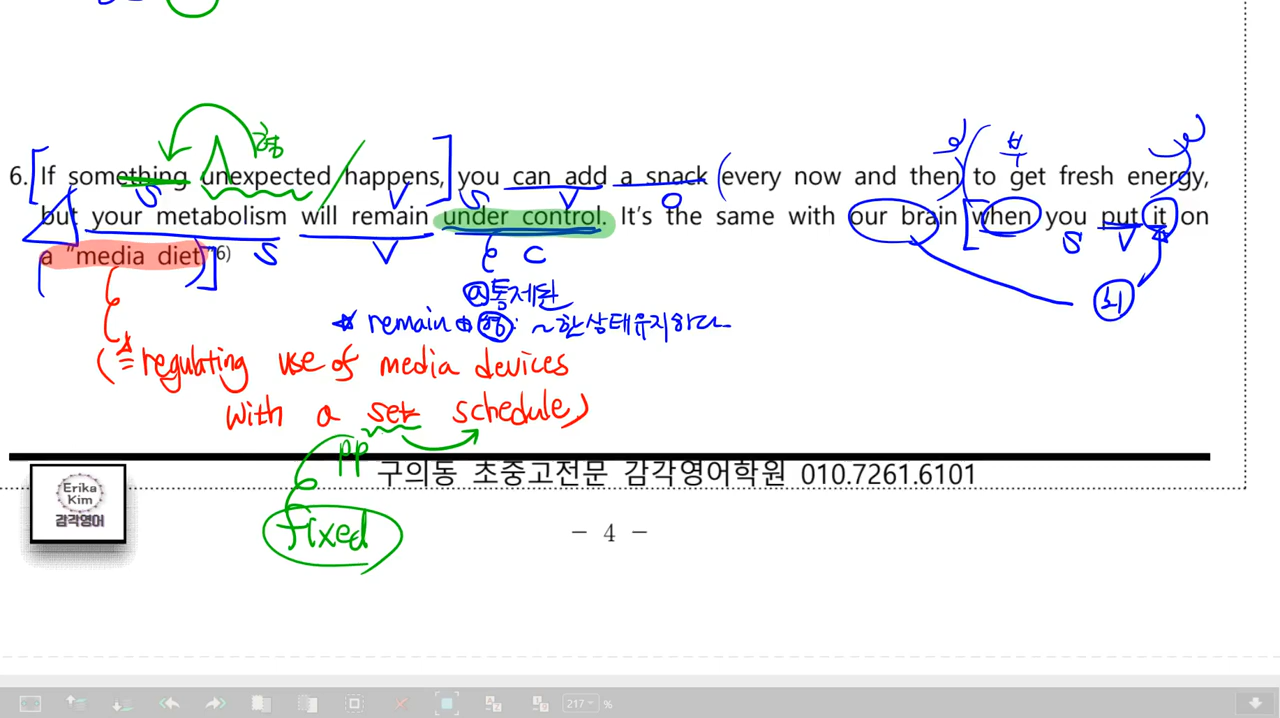 수형
6. If something unexpected happens, you can add a snack (every now and then) to get fresh energy,
부
S V S V O
but your metabolism will remain under control. It's the same with our brain [when you put it on
S V C S V
a "media diet."6)
통제된
뇌
☆ remain + 형: ~한상태유지하다.
(= regulating use of media devices
with a set schedule)
pp
fixed
구의동 초중고전문 감각영어학원 010.7261.6101
Erika
Kim
감각영어
- 4 -
217 %